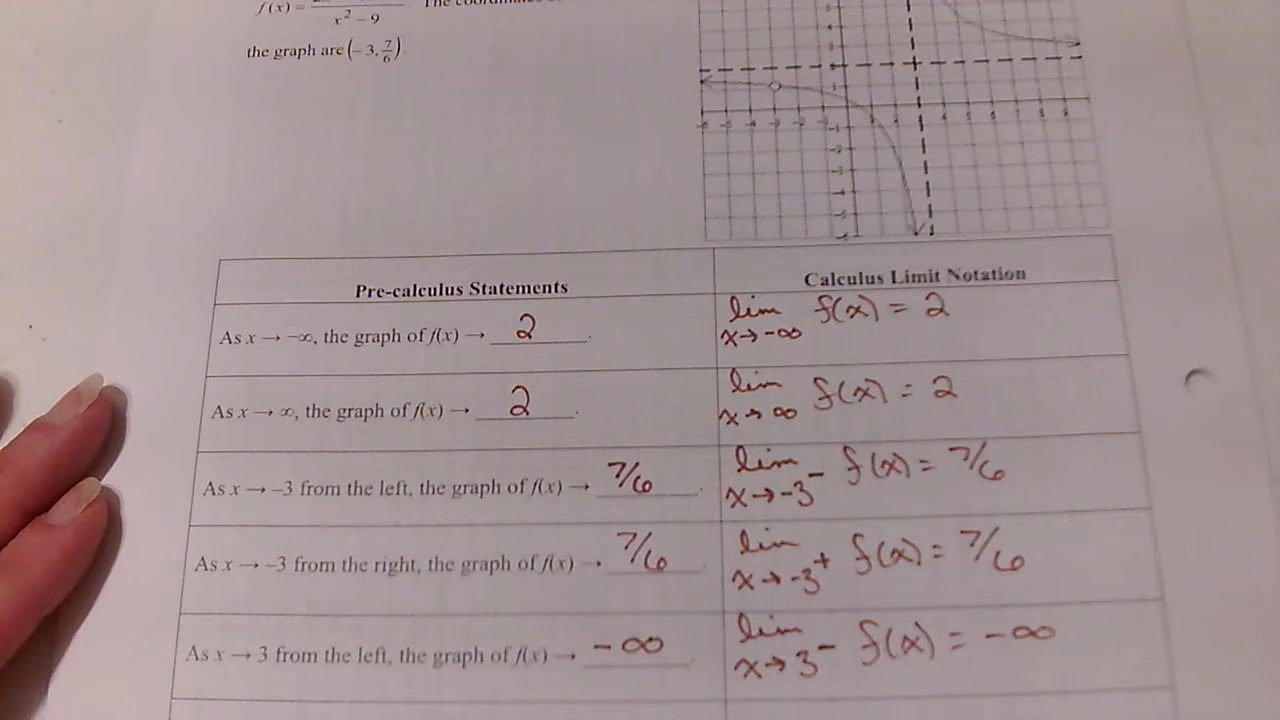 f(x) =
x² − 9
The
the graph are (−3, 7/6)
Pre-calculus Statements
Calculus Limit Notation
As x → −∞, the graph of f(x) → 2.
lim x→−∞ f(x) = 2
As x → ∞, the graph of f(x) → 2.
lim x→∞ f(x) = 2
As x → −3 from the left, the graph of f(x) → 7/6.
lim x→−3⁻ f(x) = 7/6
As x → −3 from the right, the graph of f(x) → 7/6.
lim x→−3⁺ f(x) = 7/6
As x → 3 from the left, the graph of f(x) → −∞.
lim x→3⁻ f(x) = −∞